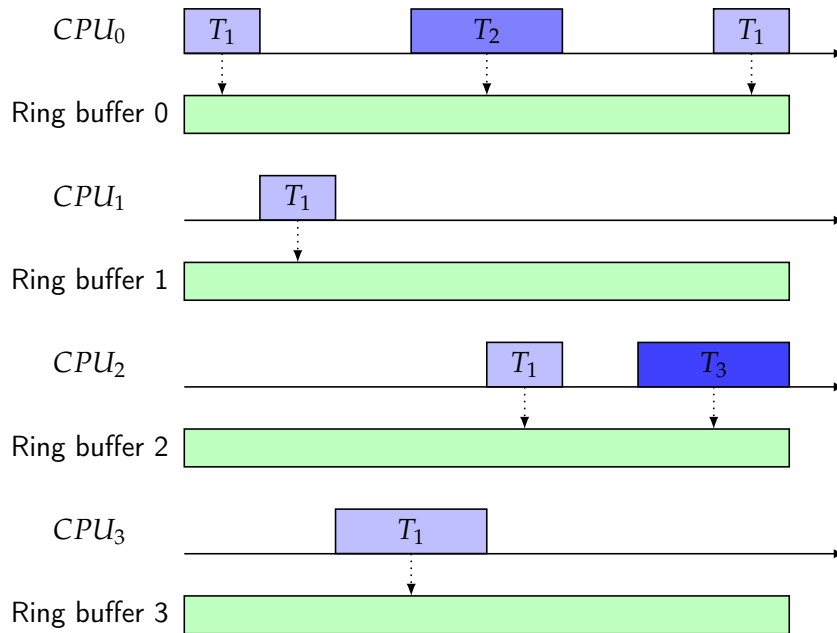 CPU₀ T₁ T₂ T₁
Ring buffer 0
CPU₁ T₁
Ring buffer 1
CPU₂ T₁ T₃
Ring buffer 2
CPU₃ T₁
Ring buffer 3